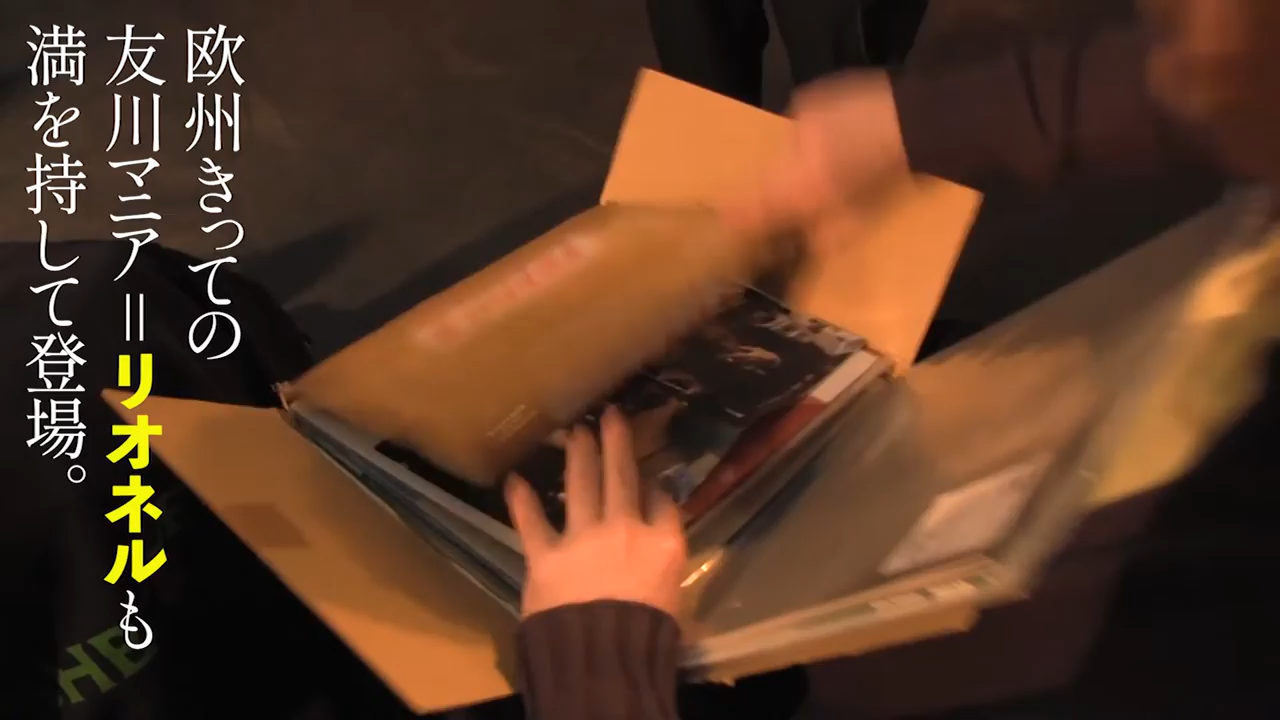 欧州きっての
友川マニア＝リオネルも
満を持して登場。